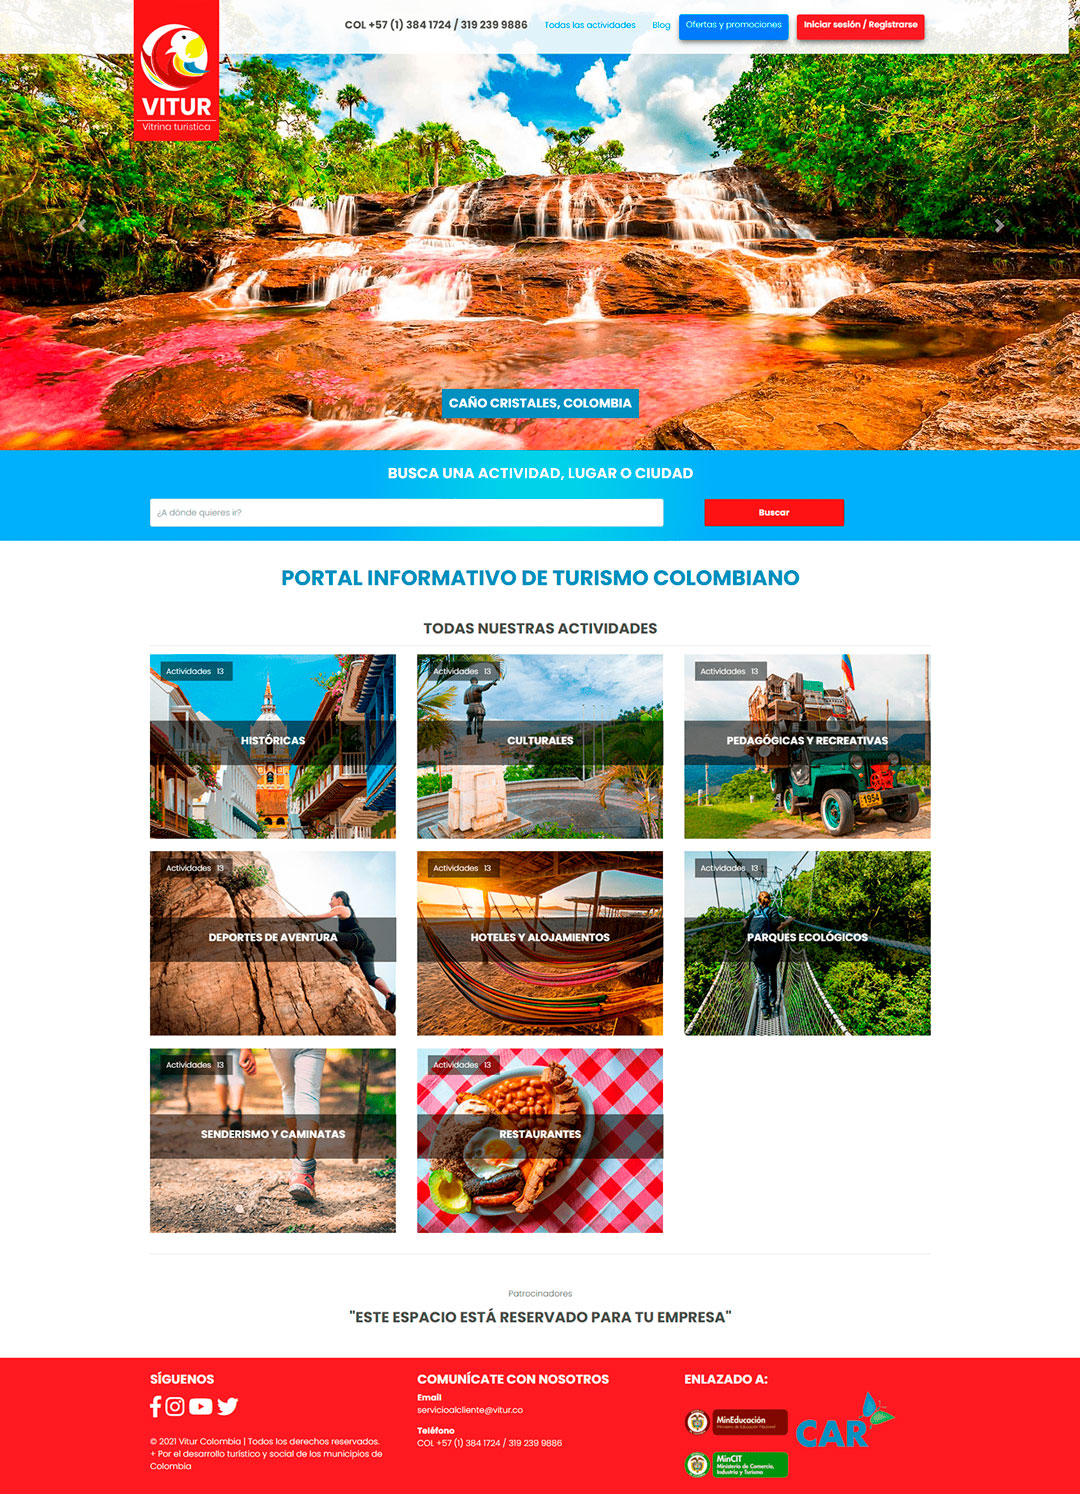 COL +57 (1) 384 1724 / 319 239 9886
Todas las actividades
Blog
Ofertas y promociones
Iniciar sesión / Registrarse
VITUR
Vitrina turística
CAÑO CRISTALES, COLOMBIA
BUSCA UNA ACTIVIDAD, LUGAR O CIUDAD
¿A dónde quieres ir?
Buscar
PORTAL INFORMATIVO DE TURISMO COLOMBIANO
TODAS NUESTRAS ACTIVIDADES
Actividades 13
HISTÓRICAS
Actividades 13
CULTURALES
Actividades 13
PEDAGÓGICAS Y RECREATIVAS
1954
Actividades 13
DEPORTES DE AVENTURA
Actividades 13
HOTELES Y ALOJAMIENTOS
Actividades 13
PARQUES ECOLÓGICOS
Actividades 13
SENDERISMO Y CAMINATAS
Actividades 13
RESTAURANTES
Patrocinadores
"ESTE ESPACIO ESTÁ RESERVADO PARA TU EMPRESA"
SÍGUENOS
© 2021 Vitur Colombia | Todos los derechos reservados.
+ Por el desarrollo turístico y social de los municipios de
Colombia
COMUNÍCATE CON NOSOTROS
Email
servicioalcliente@vitur.co
Teléfono
COL +57 (1) 384 1724 / 319 239 9886
ENLAZADO A:
MinEducación
Ministerio de Educación Nacional
CAR
MinCIT
Ministerio de Comercio,
Industria y Turismo